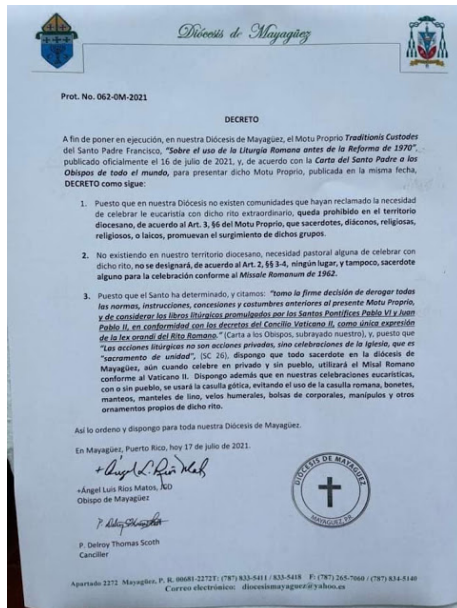 Diócesis de Mayagüez
Prot. No. 062-OM-2021
DECRETO
A fin de poner en ejecución, en nuestra Diócesis de Mayagüez, el Motu Proprio Traditionis Custodes
del Santo Padre Francisco, "Sobre el uso de la Liturgia Romana antes de la Reforma de 1970",
publicado oficialmente el 16 de julio de 2021, y, de acuerdo con la Carta del Santo Padre a los
Obispos de todo el mundo, para presentar dicho Motu Proprio, publicada en la misma fecha,
DECRETO como sigue:
1. Puesto que en nuestra Diócesis no existen comunidades que hayan reclamado la necesidad
de celebrar le eucaristía con dicho rito extraordinario, queda prohibido en el territorio
diocesano, de acuerdo al Art. 3, §6 del Motu Proprio, que sacerdotes, diáconos, religiosas,
religiosos, o laicos, promuevan el surgimiento de dichos grupos.
2. No existiendo en nuestro territorio diocesano, necesidad pastoral alguna de celebrar con
dicho rito, no se designará, de acuerdo al Art. 2, §§ 3-4, ningún lugar, y tampoco, sacerdote
alguno para la celebración conforme al Missale Romanum de 1962.
3. Puesto que el Santo ha determinado, y citamos: "tomo la firme decisión de derogar todas
las normas, instrucciones, concesiones y costumbres anteriores al presente Motu Proprio,
y de considerar los libros litúrgicos promulgados por los Santos Pontífices Pablo VI y Juan
Pablo II, en conformidad con los decretos del Concilio Vaticano II, como única expresión
de la lex orandi del Rito Romano." (Carta a los Obispos, subrayado nuestro), y, puesto que
"Las acciones litúrgicas no son acciones privadas, sino celebraciones de la Iglesia, que es
"sacramento de unidad", (SC 26), dispongo que todo sacerdote en la diócesis de
Mayagüez, aún cuando celebre en privado y sin pueblo, utilizará el Misal Romano
conforme al Vaticano II. Dispongo además que en nuestras celebraciones eucarísticas,
con o sin pueblo, se usará la casulla gótica, evitando el uso de la casulla romana, bonetes,
manteos, manteles de lino, velos humerales, bolsas de corporales, manípulos y otros
ornamentos propios de dicho rito.
Así lo ordeno y dispongo para toda nuestra Diócesis de Mayagüez.
En Mayagüez, Puerto Rico, hoy 17 de julio de 2021.
+Ángel Luis Ríos Matos, JCD
Obispo de Mayagüez
DIOCESIS DE MAYAGUEZ
MAYAGUEZ, P.R.
P. Delroy Thomas Scoth
Canciller
Apartado 2272 Mayagüez, P. R. 00681-2272T: (787) 833-5411 / 833-5418 F: (787) 265-7060 / (787) 834-5140
Correo electrónico: diocesismayaguez@yahoo.es